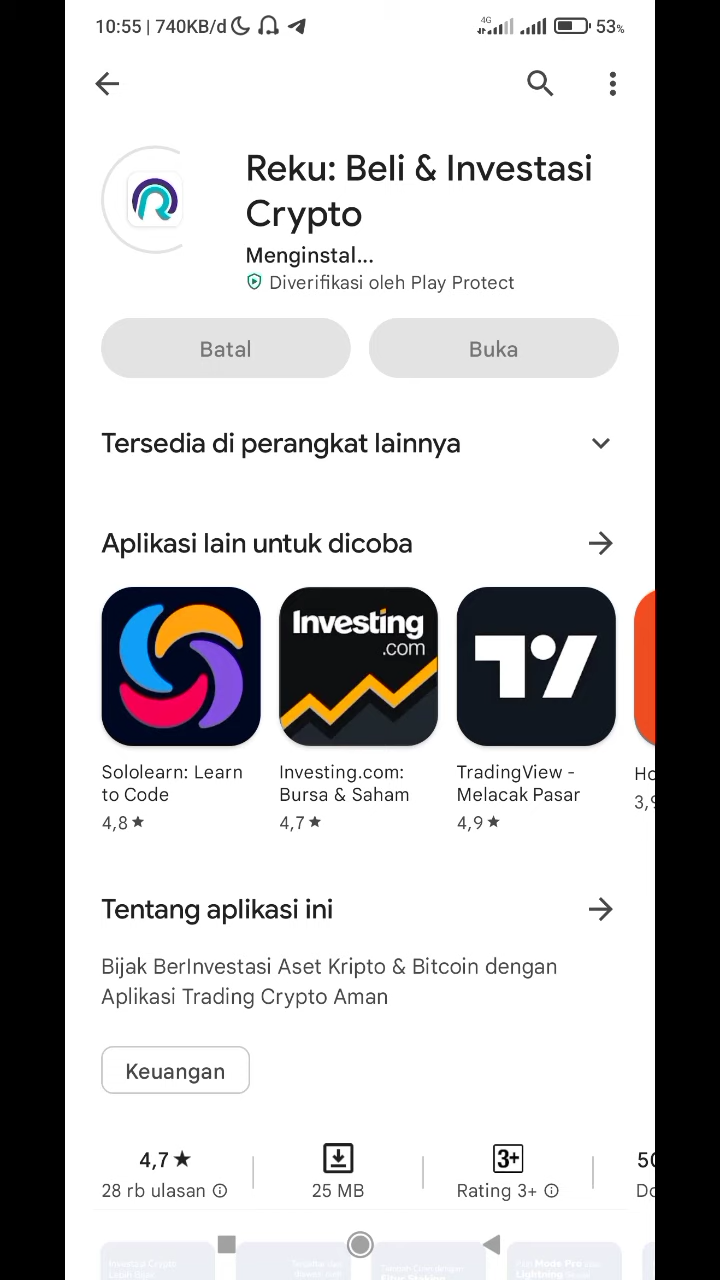 10:55 | 740KB/d
4G
53%
Reku: Beli & Investasi
Crypto
Menginstal...
Diverifikasi oleh Play Protect
Batal
Buka
Tersedia di perangkat lainnya
Aplikasi lain untuk dicoba
Investing
.com
Sololearn: Learn
to Code
4,8 ★
Investing.com:
Bursa & Saham
4,7 ★
TradingView -
Melacak Pasar
4,9 ★
Tentang aplikasi ini
Bijak BerInvestasi Aset Kripto & Bitcoin dengan
Aplikasi Trading Crypto Aman
Keuangan
4,7 ★
28 rb ulasan
25 MB
3+
Rating 3+